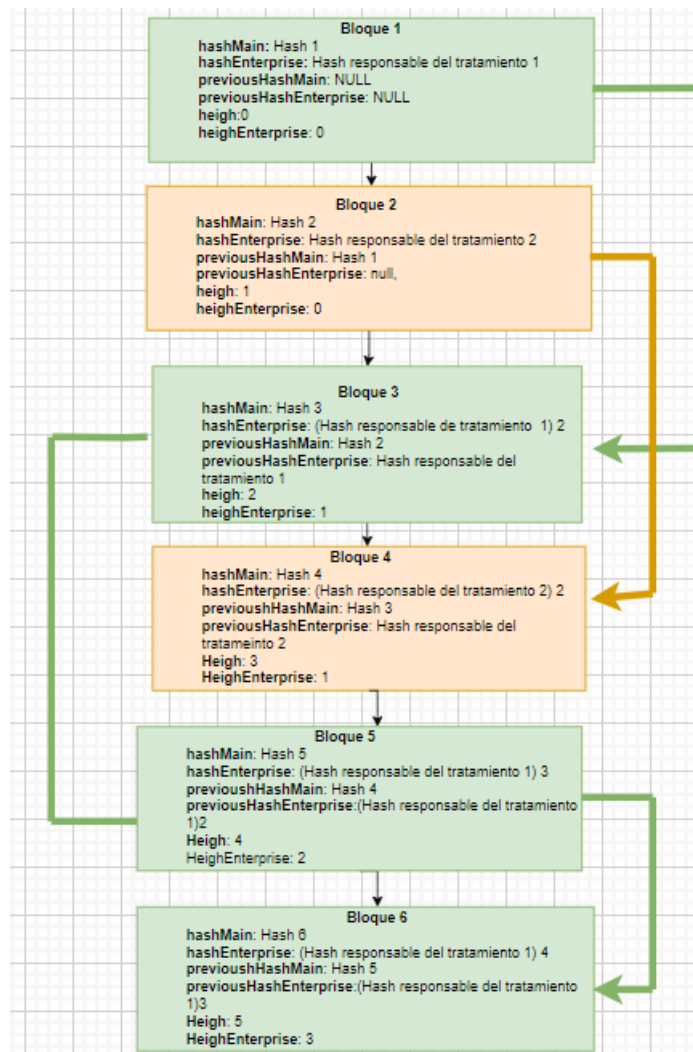 Bloque 1
hashMain: Hash 1
hashEnterprise: Hash responsable del tratamiento 1
previousHashMain: NULL
previousHashEnterprise: NULL
heigh:0
heighEnterprise: 0
Bloque 2
hashMain: Hash 2
hashEnterprise: Hash responsable del tratamiento 2
previousHashMain: Hash 1
previousHashEnterprise: null,
heigh: 1
heighEnterprise: 0
Bloque 3
hashMain: Hash 3
hashEnterprise: (Hash responsable de tratamiento 1) 2
previousHashMain: Hash 2
previousHashEnterprise: Hash responsable del
tratamiento 1
heigh: 2
heighEnterprise: 1
Bloque 4
hashMain: Hash 4
hashEnterprise: (Hash responsable del tratamiento 2) 2
previoushHashMain: Hash 3
previousHashEnterprise: Hash responsable del
tratameinto 2
Heigh: 3
HeighEnterprise: 1
Bloque 5
hashMain: Hash 5
hashEnterprise: (Hash responsable del tratamiento 1) 3
previoushHashMain: Hash 4
previousHashEnterprise:(Hash responsable del tratamiento
1)2
Heigh: 4
HeighEnterprise: 2
Bloque 6
hashMain: Hash 6
hashEnterprise: (Hash responsable del tratamiento 1) 4
previoushHashMain: Hash 5
previousHashEnterprise:(Hash responsable del tratamiento
1)3
Heigh: 5
HeighEnterprise: 3